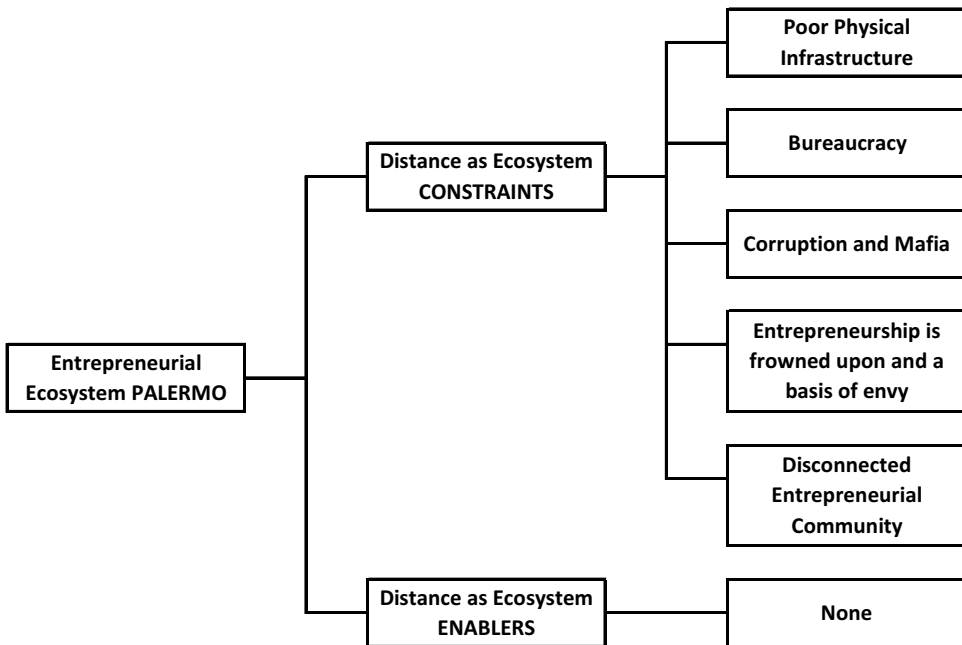 Poor Physical
Infrastructure
Bureaucracy
Distance as Ecosystem
CONSTRAINTS
Corruption and Mafia
Entrepreneurship is
frowned upon and a
basis of envy
Entrepreneurial
Ecosystem PALERMO
Disconnected
Entrepreneurial
Community
Distance as Ecosystem
ENABLERS
None